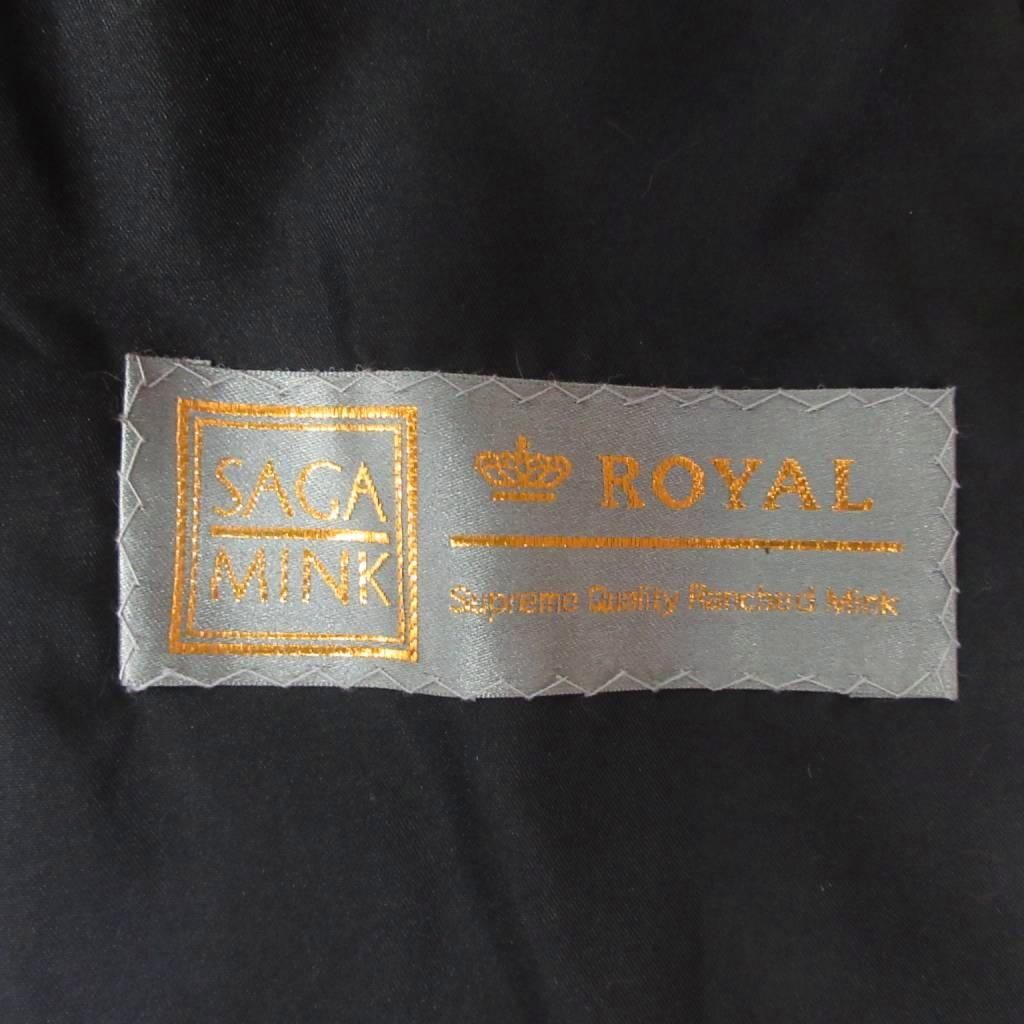 SAGA
MINK
ROYAL
Supreme Quality Ranched Mink